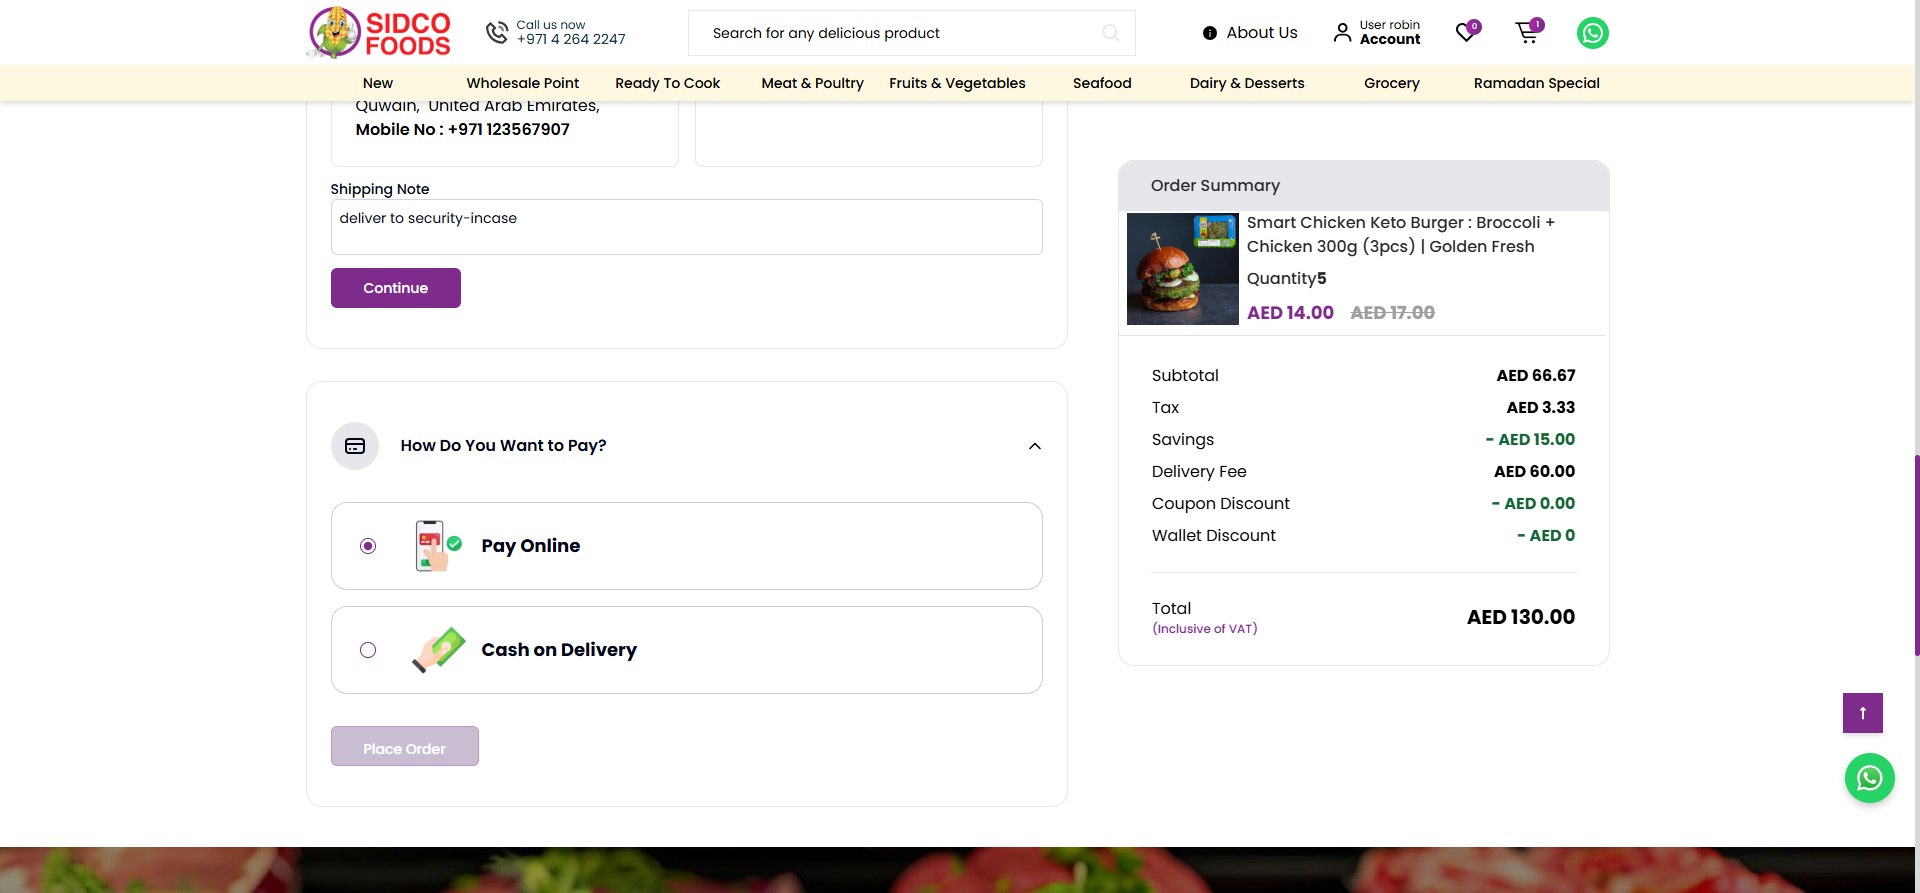 SIDCO
FOODS
Call us now
+971 4 264 2247
Search for any delicious product
About Us
User robin
Account
0
1
New
Wholesale Point
Ready To Cook
Meat & Poultry
Fruits & Vegetables
Seafood
Dairy & Desserts
Grocery
Ramadan Special
Quwain, United Arab Emirates,
Mobile No : +971 123567907
Shipping Note
deliver to security-incase
Continue
How Do You Want to Pay?
Pay Online
Cash on Delivery
Place Order
Order Summary
Smart Chicken Keto Burger : Broccoli +
Chicken 300g (3pcs) | Golden Fresh
Quantity5
AED 14.00 AED 17.00
Subtotal AED 66.67
Tax AED 3.33
Savings - AED 15.00
Delivery Fee AED 60.00
Coupon Discount - AED 0.00
Wallet Discount - AED 0
Total AED 130.00
(Inclusive of VAT)